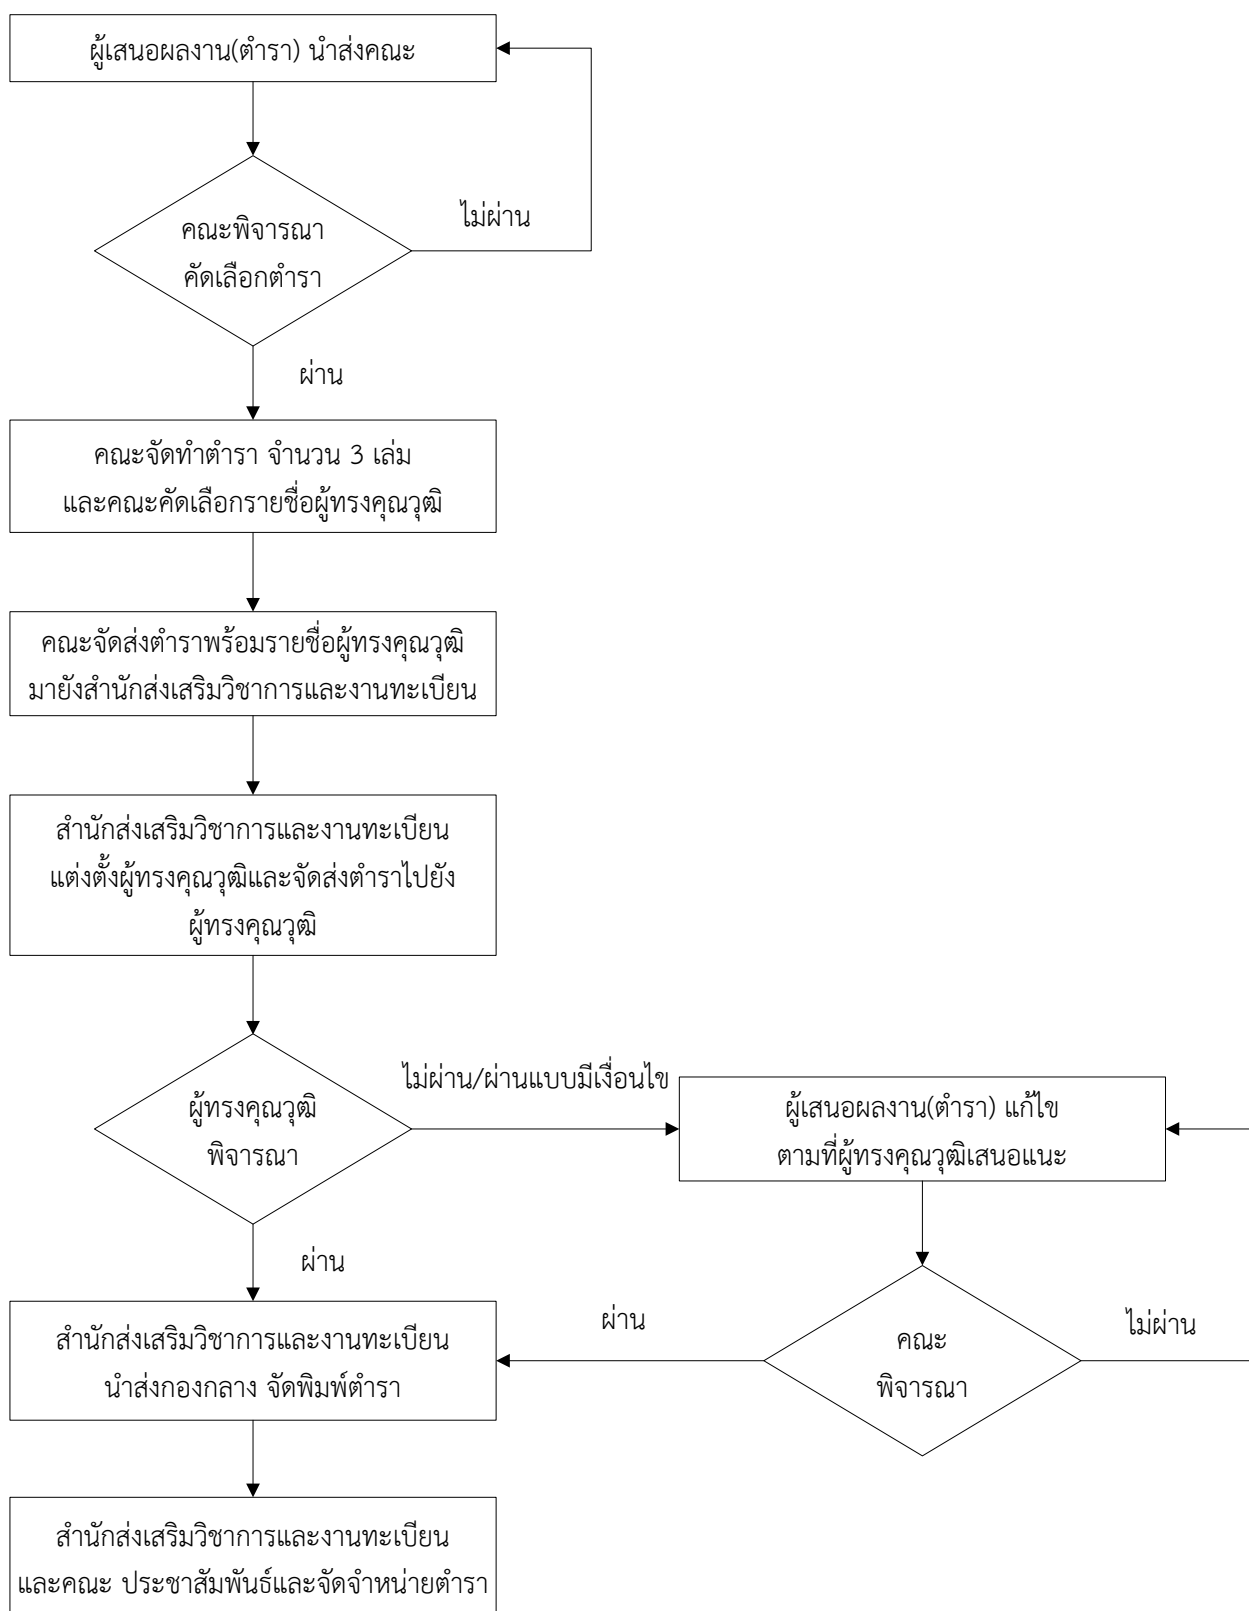 ผู้เสนอผลงาน(ตำรา) นำส่งคณะ
ไม่ผ่าน
คณะพิจารณา
คัดเลือกตำรา
ผ่าน
คณะจัดทำตำรา จำนวน 3 เล่ม
และคณะคัดเลือกรายชื่อผู้ทรงคุณวุฒิ
คณะจัดส่งตำราพร้อมรายชื่อผู้ทรงคุณวุฒิ
มายังสำนักส่งเสริมวิชาการและงานทะเบียน
สำนักส่งเสริมวิชาการและงานทะเบียน
แต่งตั้งผู้ทรงคุณวุฒิและจัดส่งตำราไปยัง
ผู้ทรงคุณวุฒิ
ไม่ผ่าน/ผ่านแบบมีเงื่อนไข
ผู้ทรงคุณวุฒิ
พิจารณา
ผู้เสนอผลงาน(ตำรา) แก้ไข
ตามที่ผู้ทรงคุณวุฒิเสนอแนะ
ผ่าน
ผ่าน
ไม่ผ่าน
สำนักส่งเสริมวิชาการและงานทะเบียน
นำส่งกองกลาง จัดพิมพ์ตำรา
คณะ
พิจารณา
สำนักส่งเสริมวิชาการและงานทะเบียน
และคณะ ประชาสัมพันธ์และจัดจำหน่ายตำรา